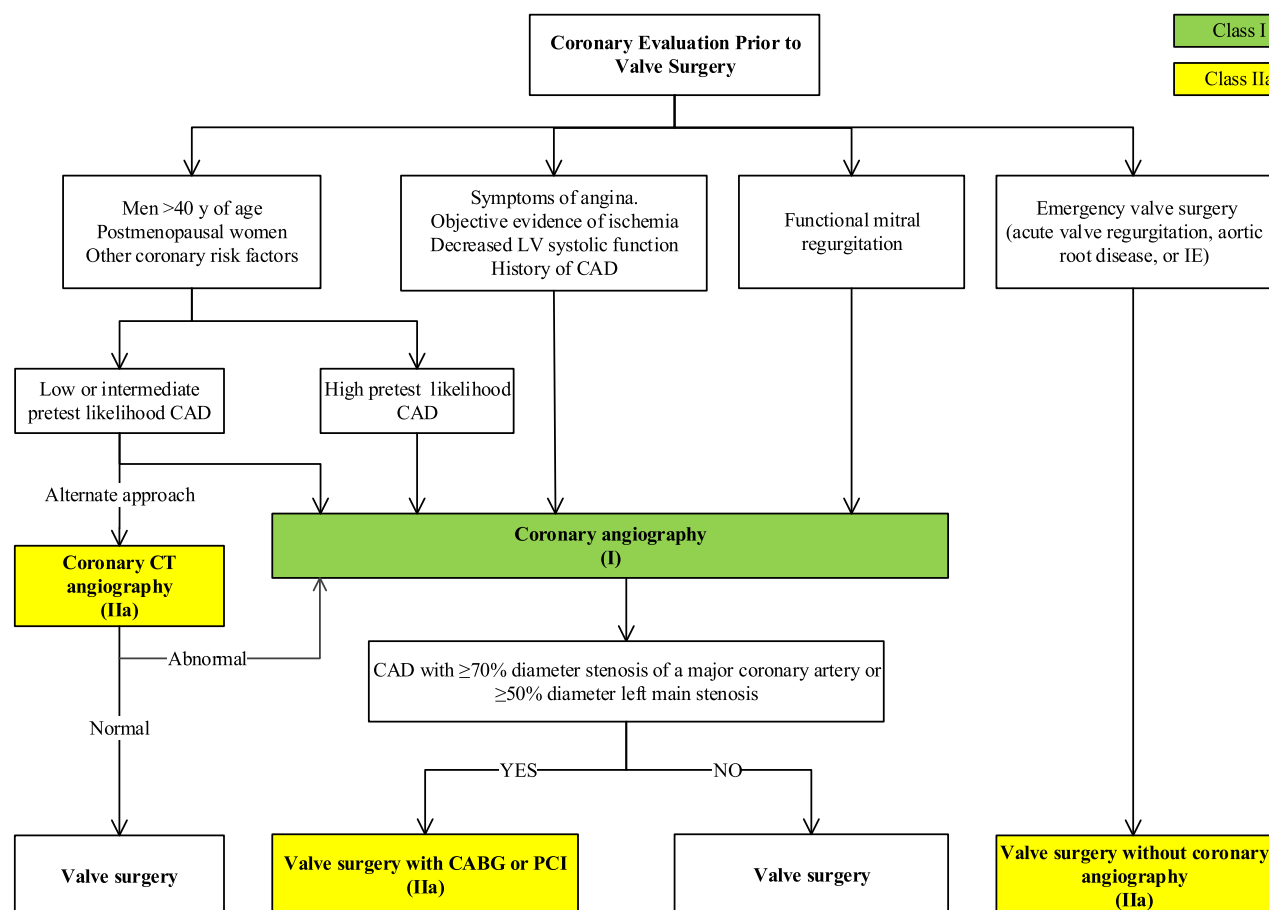 Coronary Evaluation Prior to
Valve Surgery
Class I
Class IIa
Men >40 y of age
Postmenopausal women
Other coronary risk factors
Symptoms of angina.
Objective evidence of ischemia
Decreased LV systolic function
History of CAD
Functional mitral
regurgitation
Emergency valve surgery
(acute valve regurgitation, aortic
root disease, or IE)
Low or intermediate
pretest likelihood CAD
High pretest likelihood
CAD
Alternate approach
Coronary angiography
(I)
Coronary CT
angiography
(IIa)
Abnormal
CAD with ≥70% diameter stenosis of a major coronary artery or
≥50% diameter left main stenosis
Normal
YES
NO
Valve surgery
Valve surgery with CABG or PCI
(IIa)
Valve surgery
Valve surgery without coronary
angiography
(IIa)